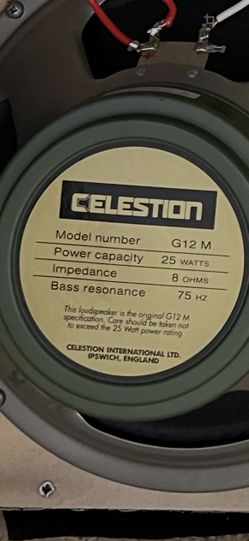 CELESTION
Model number G12 M
Power capacity 25 WATTS
Impedance 8 OHMS
Bass resonance 75 HZ
This loudspeaker is the original G12 M
specification. Care should be taken not
to exceed the 25 Watt power rating
CELESTION INTERNATIONAL LTD.
IPSWICH, ENGLAND